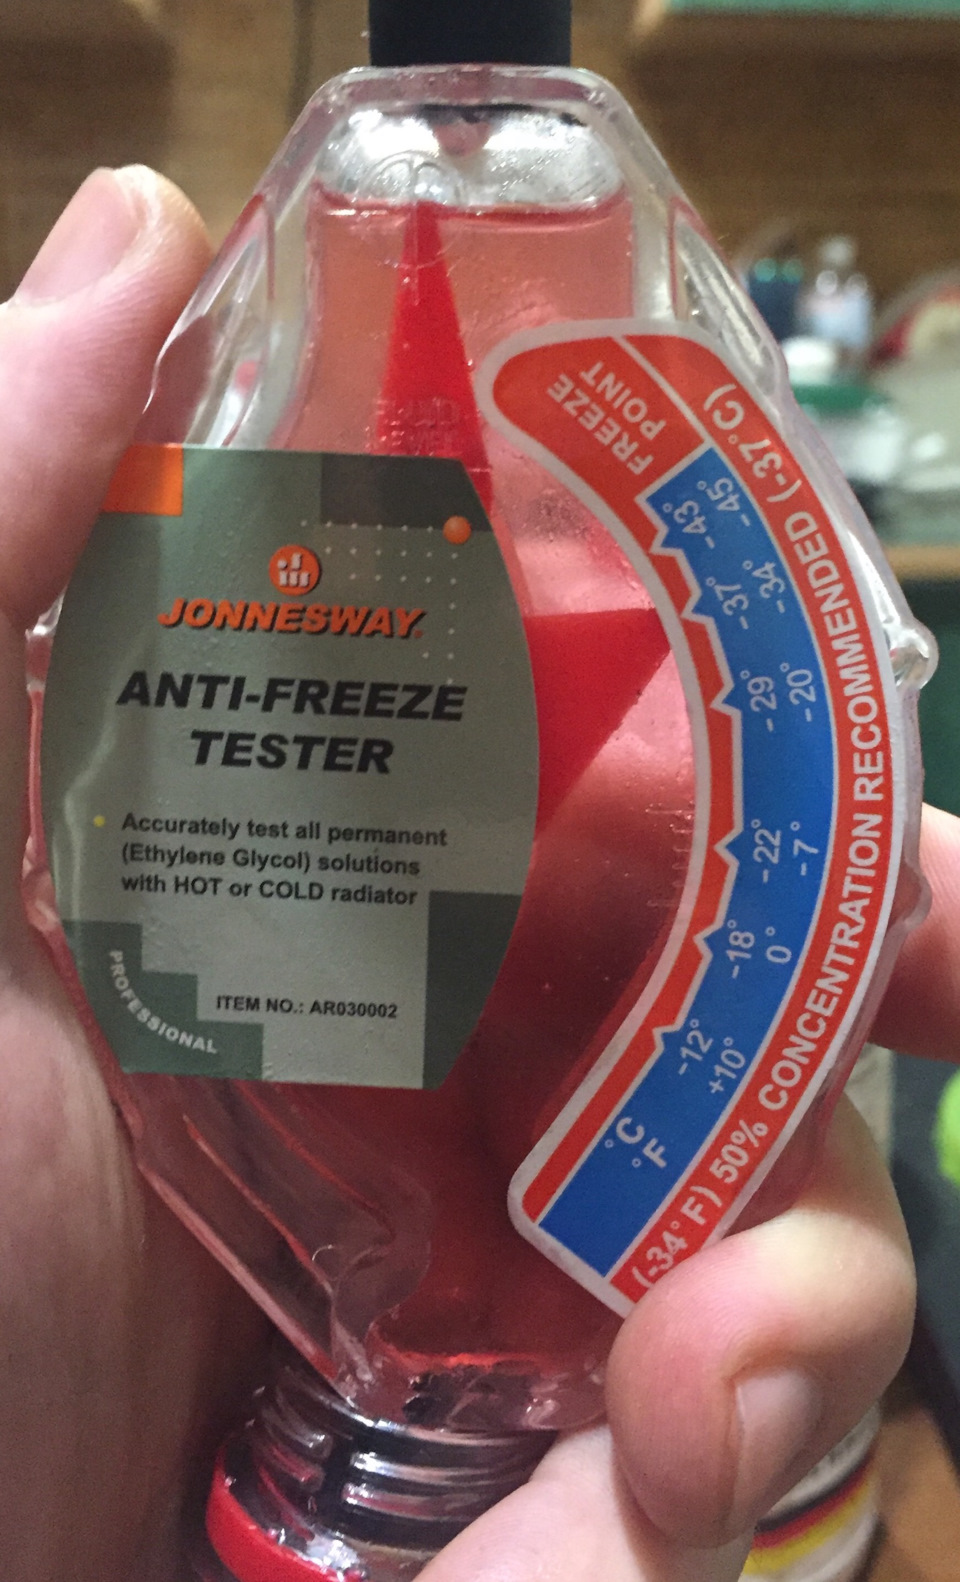 FREEZE
POINT
-43° -45°
-37° -34°
-29° -20°
-22° -7°
-18° 0°
-12° +10°
°C
°F
(-34°F) 50% CONCENTRATION RECOMMENDED (-37°C)
JONNESWAY
ANTI-FREEZE
TESTER
Accurately test all permanent
(Ethylene Glycol) solutions
with HOT or COLD radiator
PROFESSIONAL
ITEM NO.: AR030002